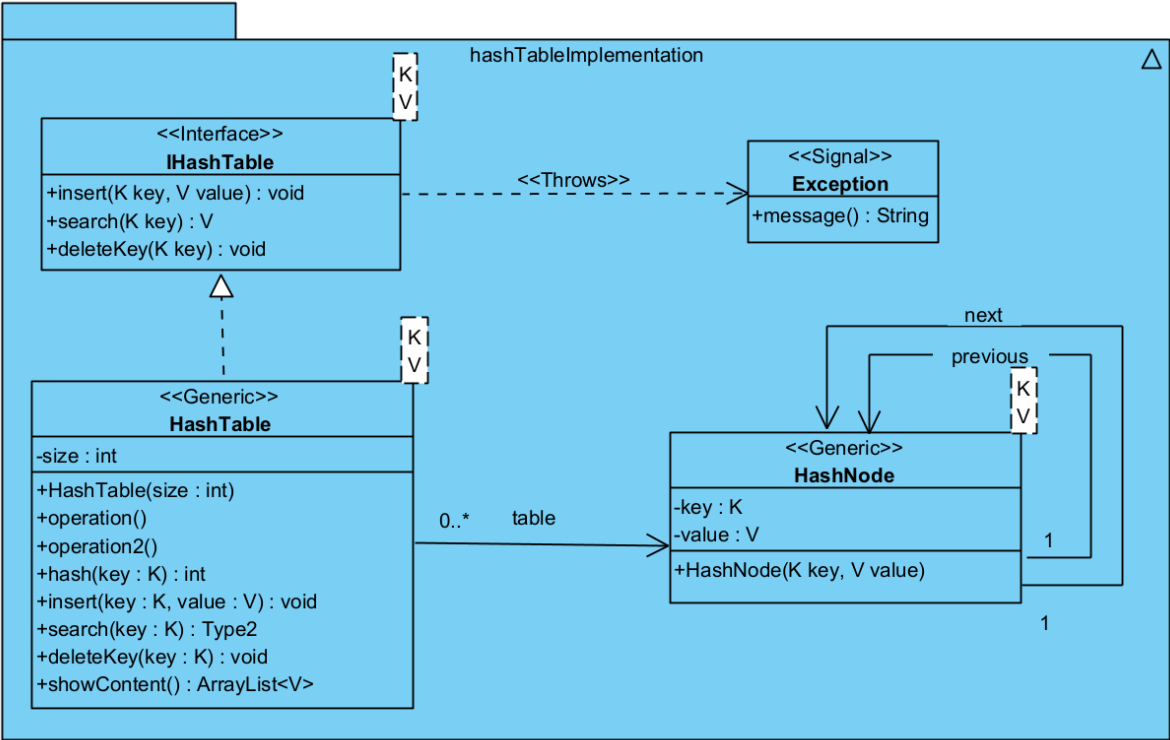 hashTableImplementation
K
V
<<Interface>>
IHashTable
+insert(K key, V value) : void
+search(K key) : V
+deleteKey(K key) : void
<<Throws>>
<<Signal>>
Exception
+message() : String
K
V
<<Generic>>
HashTable
-size : int
+HashTable(size : int)
+operation()
+operation2()
+hash(key : K) : int
+insert(key : K, value : V) : void
+search(key : K) : Type2
+deleteKey(key : K) : void
+showContent() : ArrayList<V>
0..*
table
next
previous
K
V
<<Generic>>
HashNode
-key : K
-value : V
+HashNode(K key, V value)
1
1